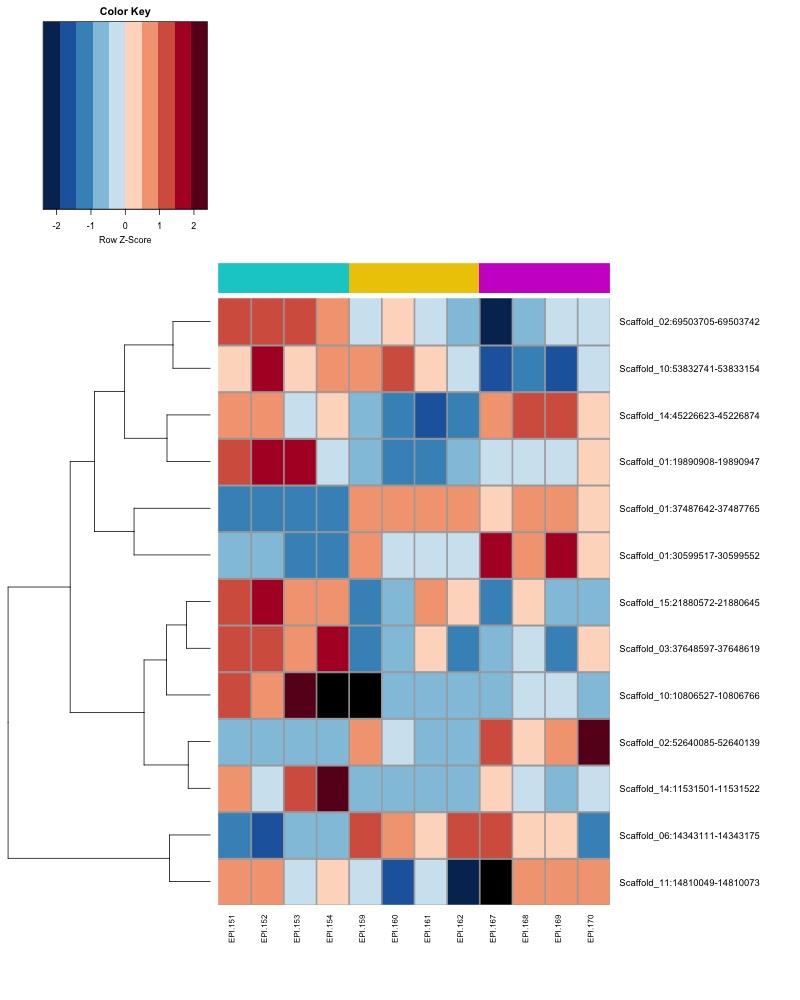 Color Key
-2 -1 0 1 2
Row Z-Score
Scaffold_02:69503705-69503742
Scaffold_10:53832741-53833154
Scaffold_14:45226623-45226874
Scaffold_01:19890908-19890947
Scaffold_01:37487642-37487765
Scaffold_01:30599517-30599552
Scaffold_15:21880572-21880645
Scaffold_03:37648597-37648619
Scaffold_10:10806527-10806766
Scaffold_02:52640085-52640139
Scaffold_14:11531501-11531522
Scaffold_06:14343111-14343175
Scaffold_11:14810049-14810073
EPI.151
EPI.152
EPI.153
EPI.154
EPI.159
EPI.160
EPI.161
EPI.162
EPI.167
EPI.168
EPI.169
EPI.170